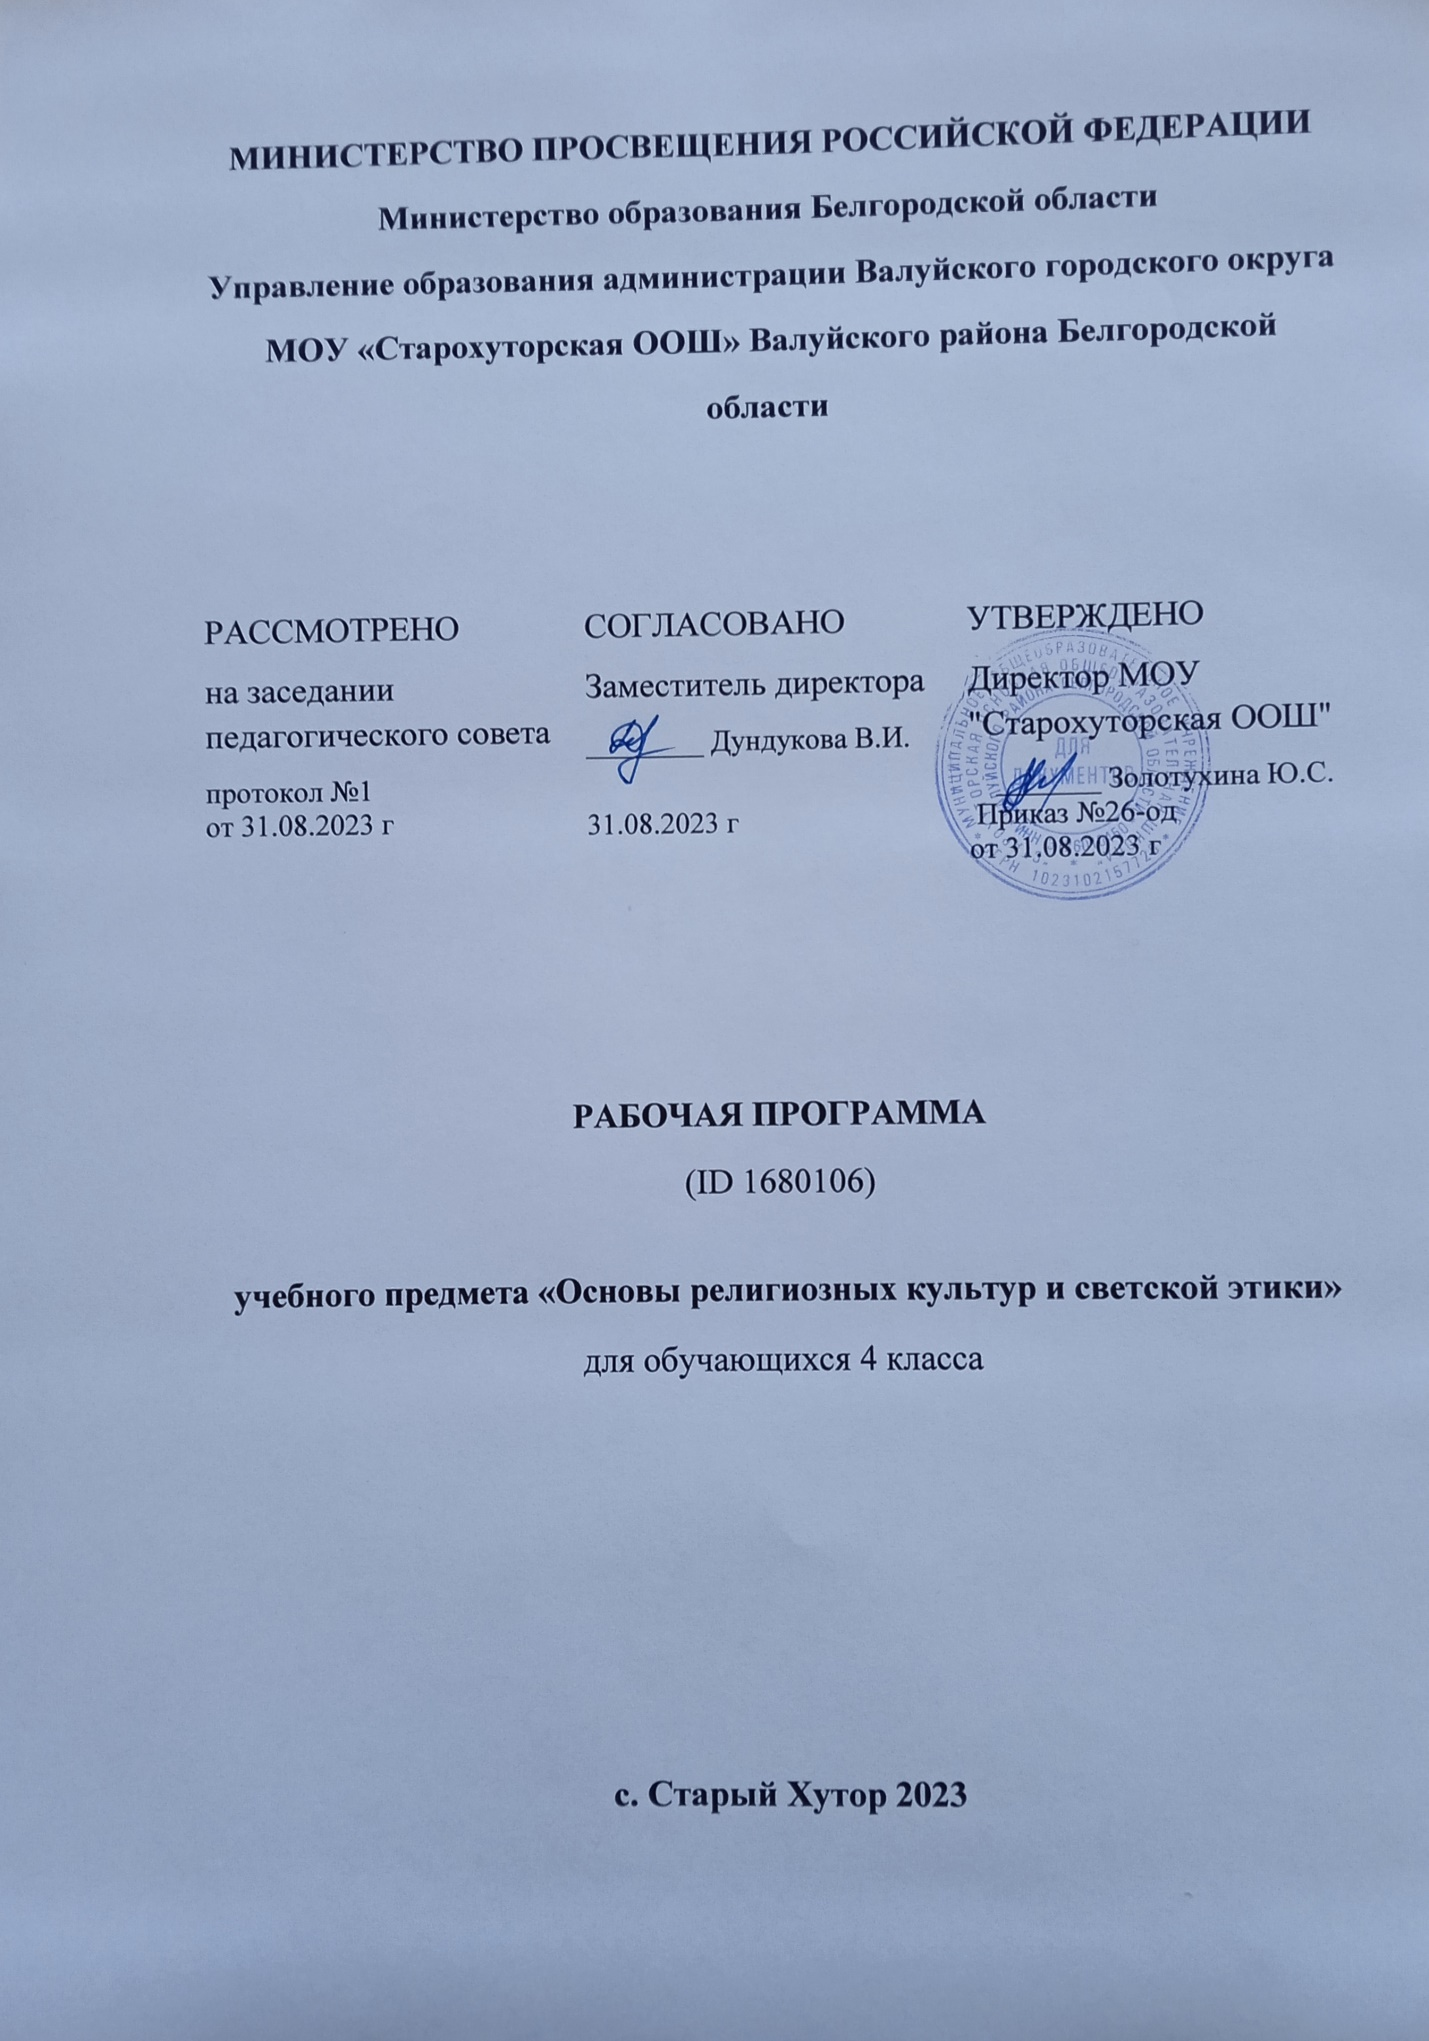 МИНИСТЕРСТВО ПРОСВЕЩЕНИЯ РОССИЙСКОЙ ФЕДЕРАЦИИ
Министерство образования Белгородской области
Управление образования администрации Валуйского городского округа
МОУ «Старохуторская ООШ» Валуйского района Белгородской
области
РАССМОТРЕНО
на заседании
педагогического совета
протокол №1
от 31.08.2023 г
СОГЛАСОВАНО
Заместитель директора
Дундукова В.И.
31.08.2023 г
УТВЕРЖДЕНО
Директор МОУ
"Старохуторская ООШ"
Золотухина Ю.С.
Приказ №26-од
от 31.08.2023 г
ДЛЯ
ДОКУМЕНТОВ
РАБОЧАЯ ПРОГРАММА
(ID 1680106)
учебного предмета «Основы религиозных культур и светской этики»
для обучающихся 4 класса
с. Старый Хутор 2023